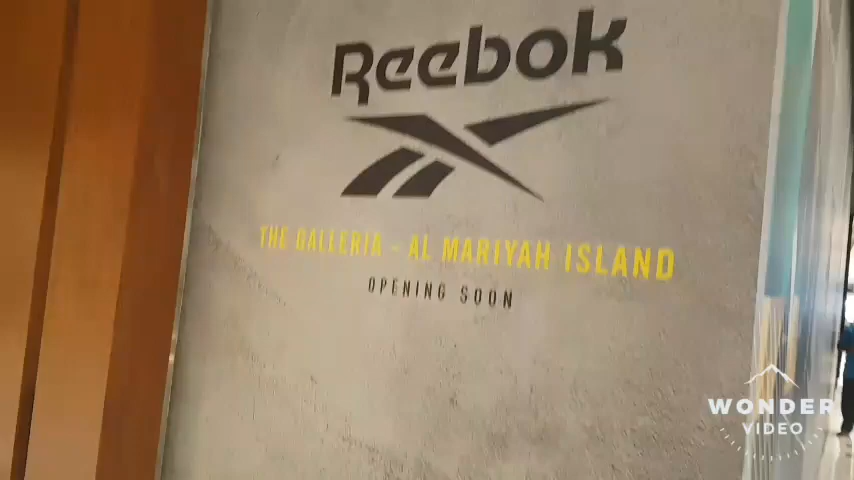 Reebok
THE GALLERIA - AL MARIYAH ISLAND
OPENING SOON
WONDER
VIDEO